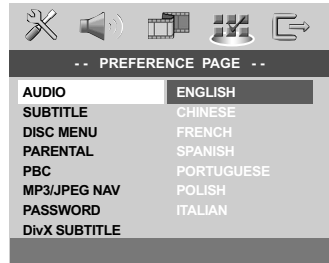 -- PREFERENCE PAGE --
AUDIO ENGLISH
SUBTITLE CHINESE
DISC MENU FRENCH
PARENTAL SPANISH
PBC PORTUGUESE
MP3/JPEG NAV POLISH
PASSWORD ITALIAN
DivX SUBTITLE